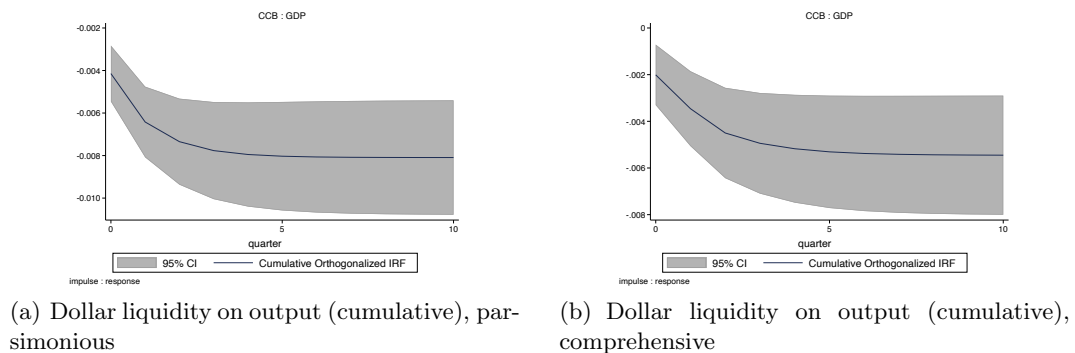 CCB : GDP
-0.002
-0.004
-0.006
-0.008
-0.010
0 5 10
quarter
95% CI Cumulative Orthogonalized IRF
impulse : response
(a) Dollar liquidity on output (cumulative), par-
simonious
CCB : GDP
0
-.002
-.004
-.006
-.008
0 5 10
quarter
95% CI Cumulative Orthogonalized IRF
impulse : response
(b) Dollar liquidity on output (cumulative),
comprehensive